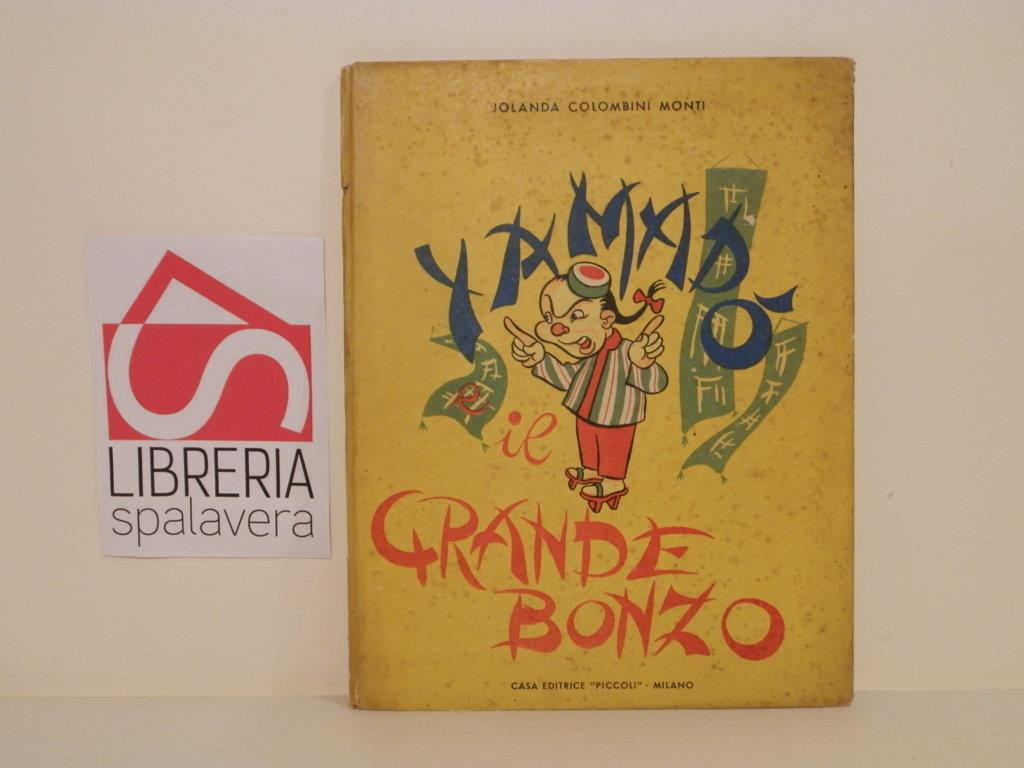 JOLANDA COLOMBINI MONTI
YAMADÒ
e il
GRANDE
BONZO
CASA EDITRICE "PICCOLI" · MILANO
LIBRERIA
spalavera